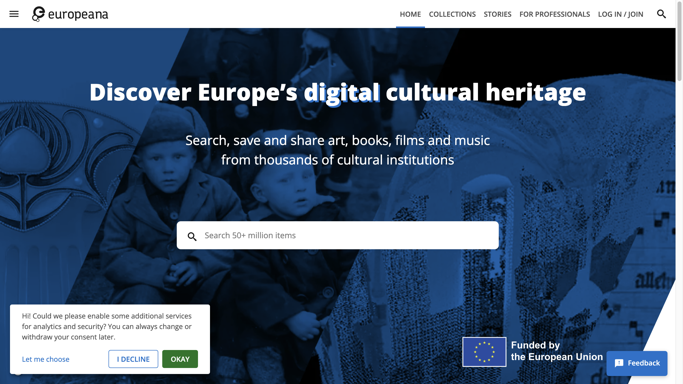 europeana
HOME COLLECTIONS STORIES FOR PROFESSIONALS LOG IN / JOIN
Discover Europe's digital cultural heritage
Search, save and share art, books, films and music
from thousands of cultural institutions
Search 50+ million items
Hi! Could we please enable some additional services
for analytics and security? You can always change or
withdraw your consent later.
Let me choose I DECLINE OKAY
Funded by
the European Union
Feedback